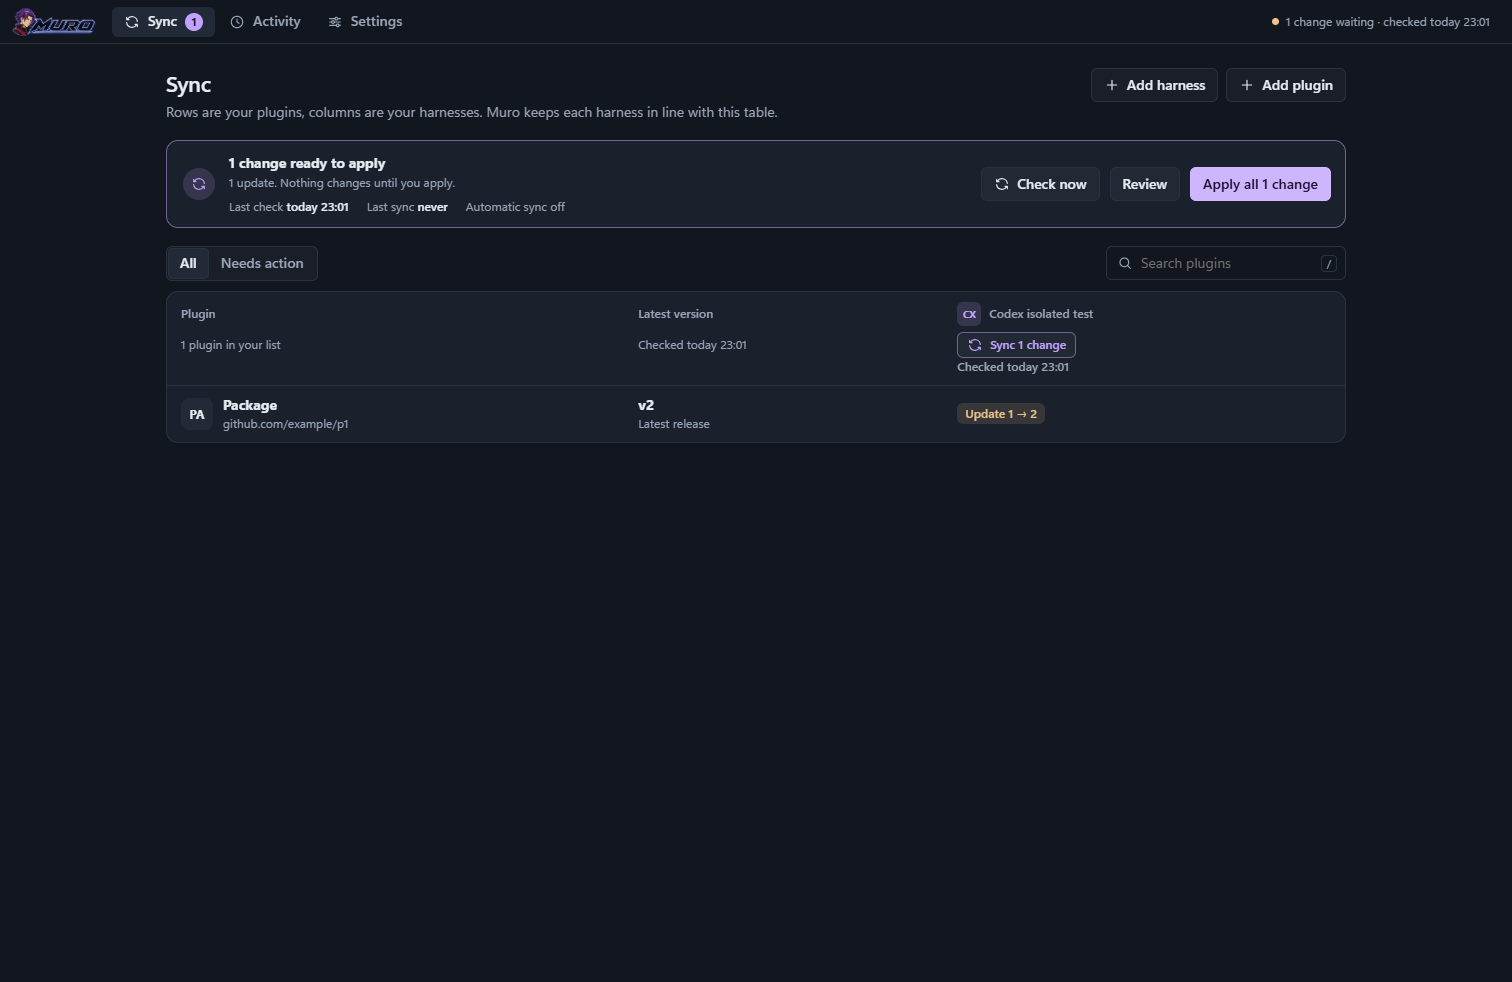 MURO
Sync 1
Activity
Settings
1 change waiting · checked today 23:01
Sync
Rows are your plugins, columns are your harnesses. Muro keeps each harness in line with this table.
+ Add harness
+ Add plugin
1 change ready to apply
1 update. Nothing changes until you apply.
Last check today 23:01 Last sync never Automatic sync off
Check now
Review
Apply all 1 change
All
Needs action
Search plugins /
Plugin
Latest version
CX Codex isolated test
1 plugin in your list
Checked today 23:01
Sync 1 change
Checked today 23:01
PA
Package
github.com/example/p1
v2
Latest release
Update 1 → 2